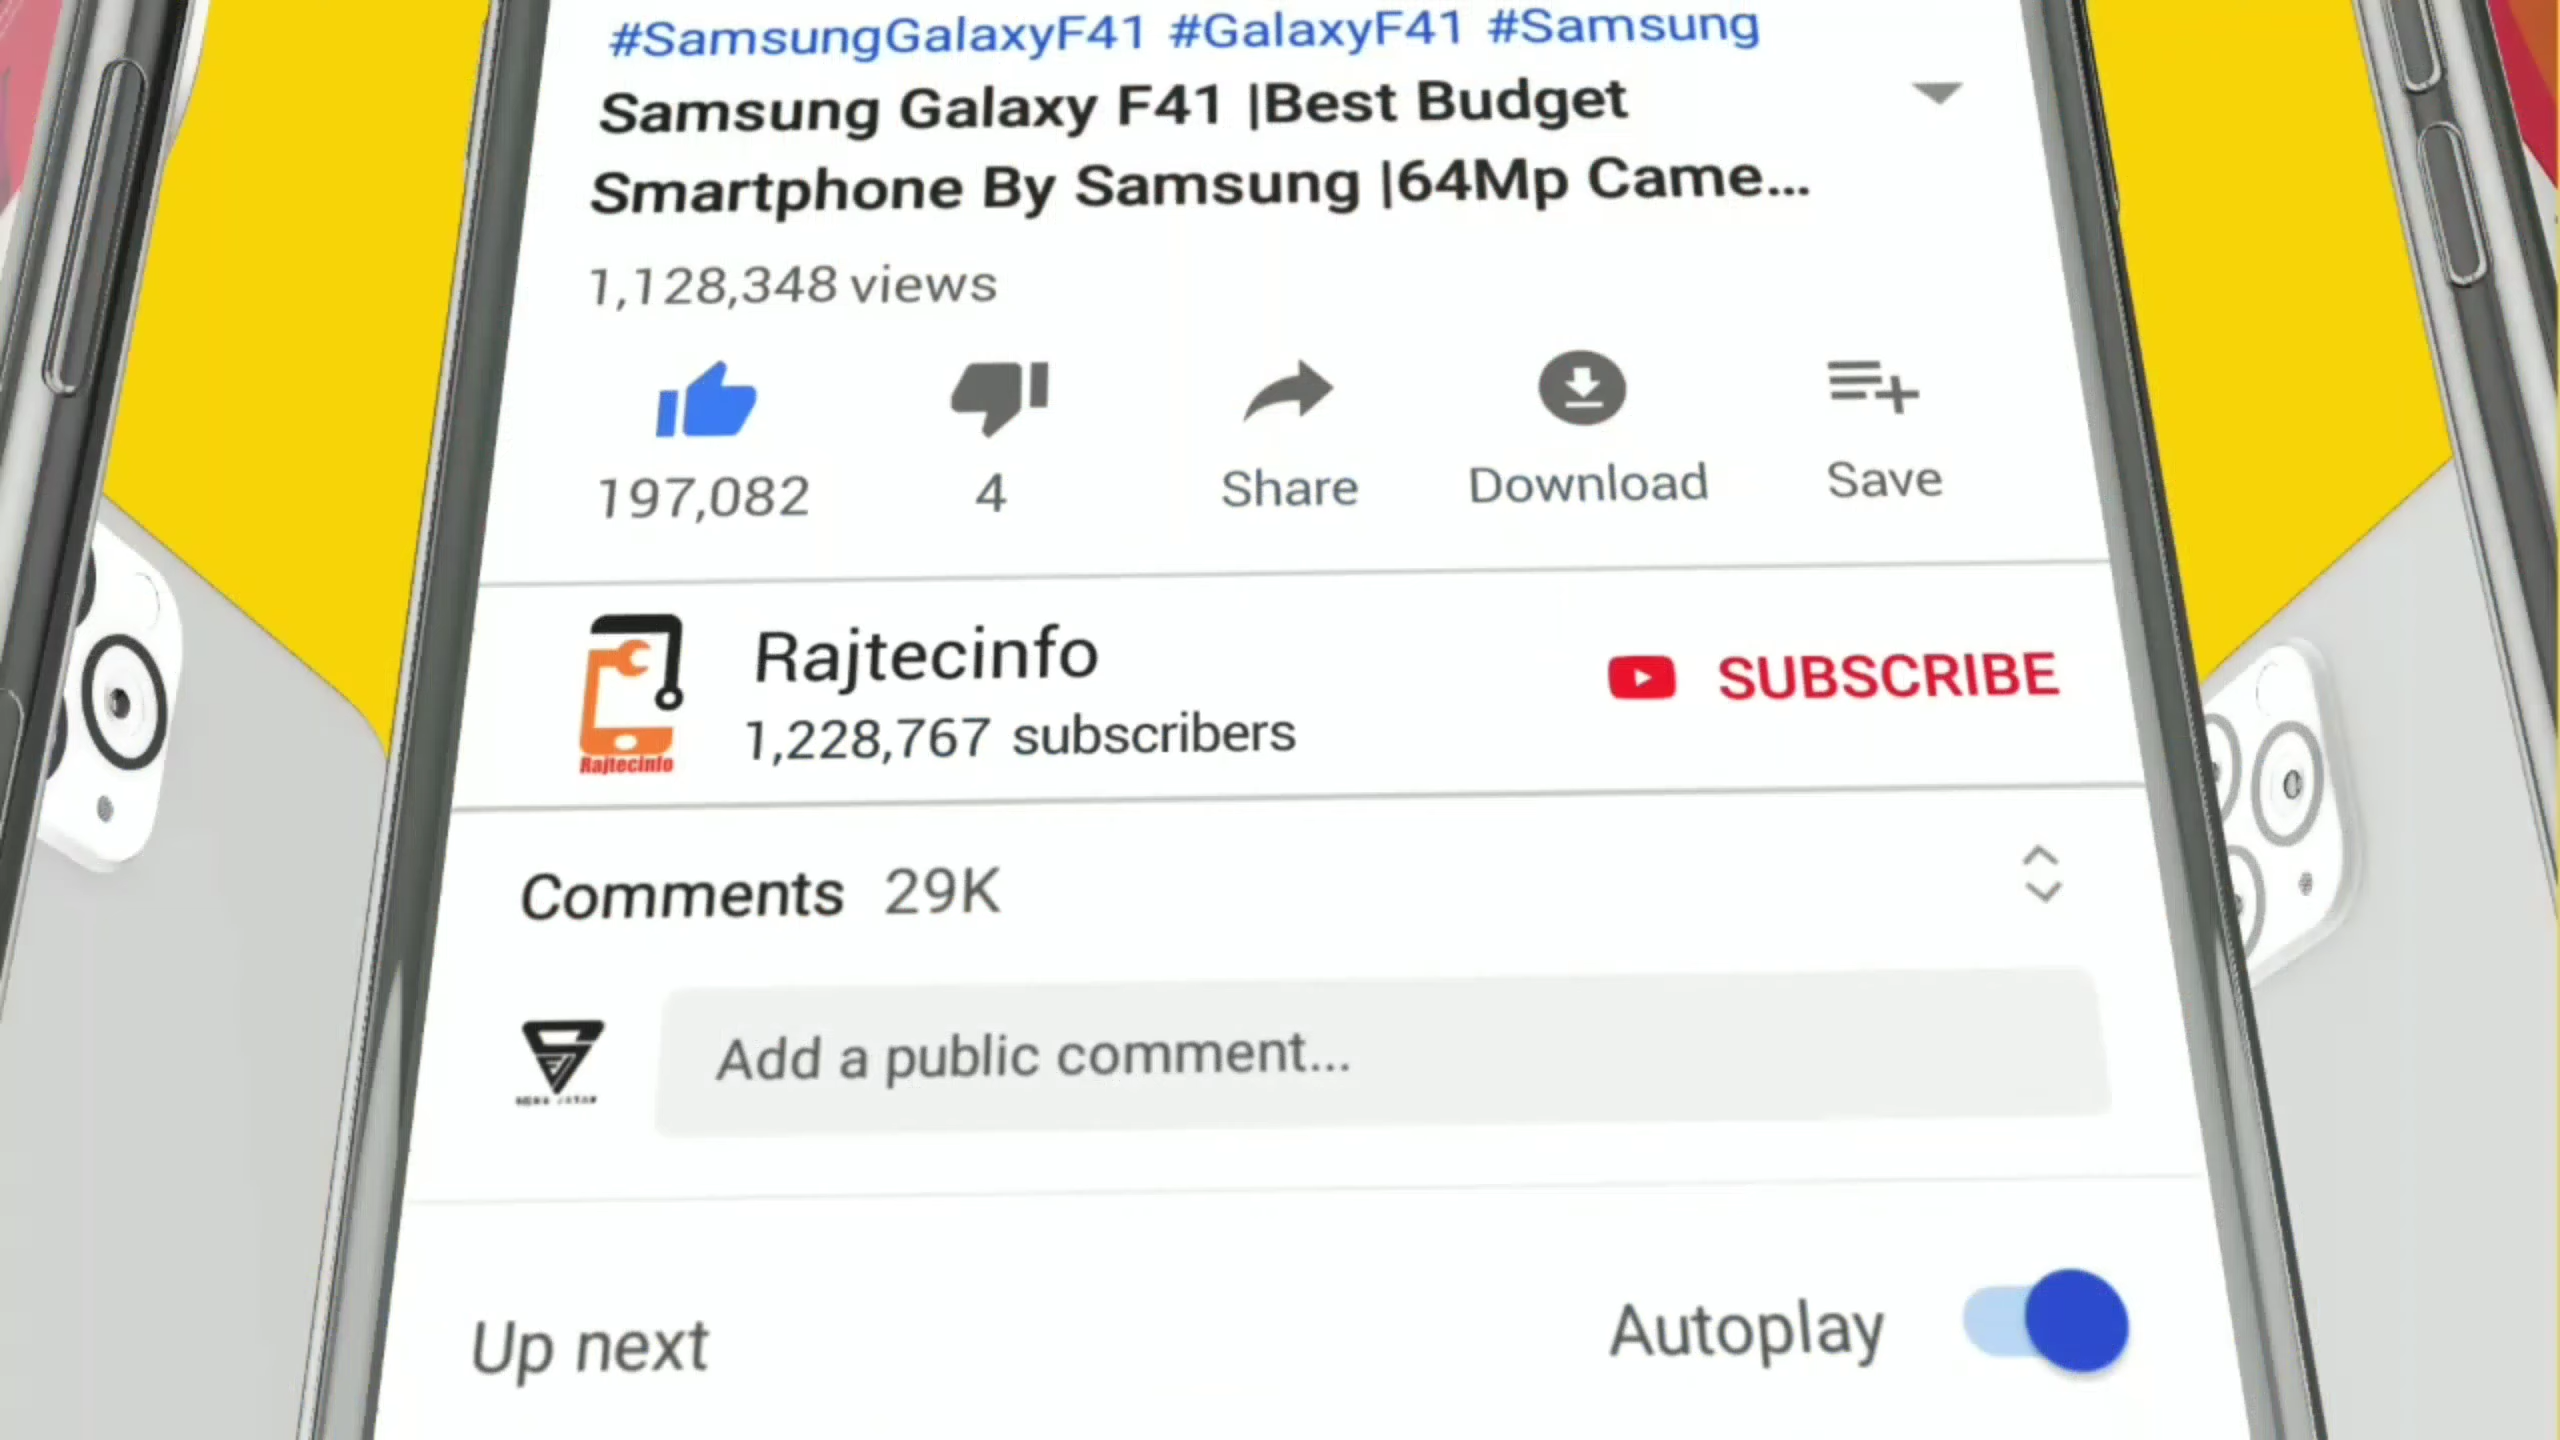 #SamsungGalaxyF41 #GalaxyF41 #Samsung
Samsung Galaxy F41 |Best Budget
Smartphone By Samsung |64Mp Came...
1,128,348 views
197,082
4
Share
Download
Save
Rajtecinfo
Rajtecinfo
1,228,767 subscribers
SUBSCRIBE
Comments 29K
Add a public comment...
Up next
Autoplay